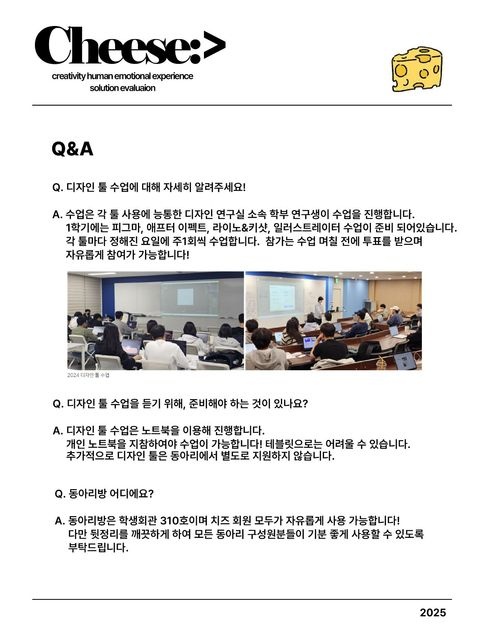 Cheese:>
creativity human emotional experience
solution evaluaion
Q&A
Q. 디자인 툴 수업에 대해 자세히 알려주세요!
A. 수업은 각 툴 사용에 능통한 디자인 연구실 소속 학부 연구생이 수업을 진행합니다.
1학기에는 피그마, 애프터 이펙트, 라이노&키샷, 일러스트레이터 수업이 준비 되어있습니다.
각 툴마다 정해진 요일에 주1회씩 수업합니다. 참가는 수업 며칠 전에 투표를 받으며
자유롭게 참여가 가능합니다!
2024 디자인 툴 수업
Q. 디자인 툴 수업을 듣기 위해, 준비해야 하는 것이 있나요?
A. 디자인 툴 수업은 노트북을 이용해 진행합니다.
개인 노트북을 지참하여야 수업이 가능합니다! 테블릿으로는 어려울 수 있습니다.
추가적으로 디자인 툴은 동아리에서 별도로 지원하지 않습니다.
Q. 동아리방 어디에요?
A. 동아리방은 학생회관 310호이며 치즈 회원 모두가 자유롭게 사용 가능합니다!
다만 뒷정리를 깨끗하게 하여 모든 동아리 구성원분들이 기분 좋게 사용할 수 있도록
부탁드립니다.
2025